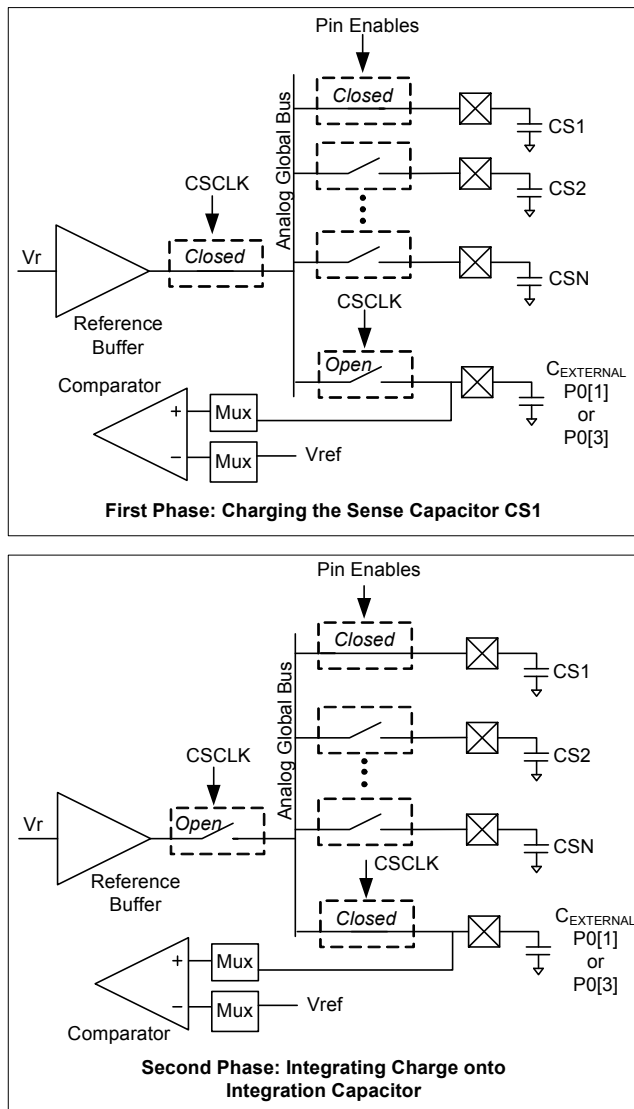 Pin Enables
Closed
CS1
Analog Global Bus
CSCLK
CS2
Vr
Closed
CSN
Reference
Buffer
CSCLK
Open
Comparator
CEXTERNAL
P0[1]
or
P0[3]
+
Mux
−
Mux
Vref
First Phase: Charging the Sense Capacitor CS1
Pin Enables
Closed
CS1
Analog Global Bus
CSCLK
CS2
Vr
Open
CSN
Reference
Buffer
CSCLK
Closed
CEXTERNAL
P0[1]
or
P0[3]
+
Mux
−
Mux
Vref
Comparator
Second Phase: Integrating Charge onto
Integration Capacitor